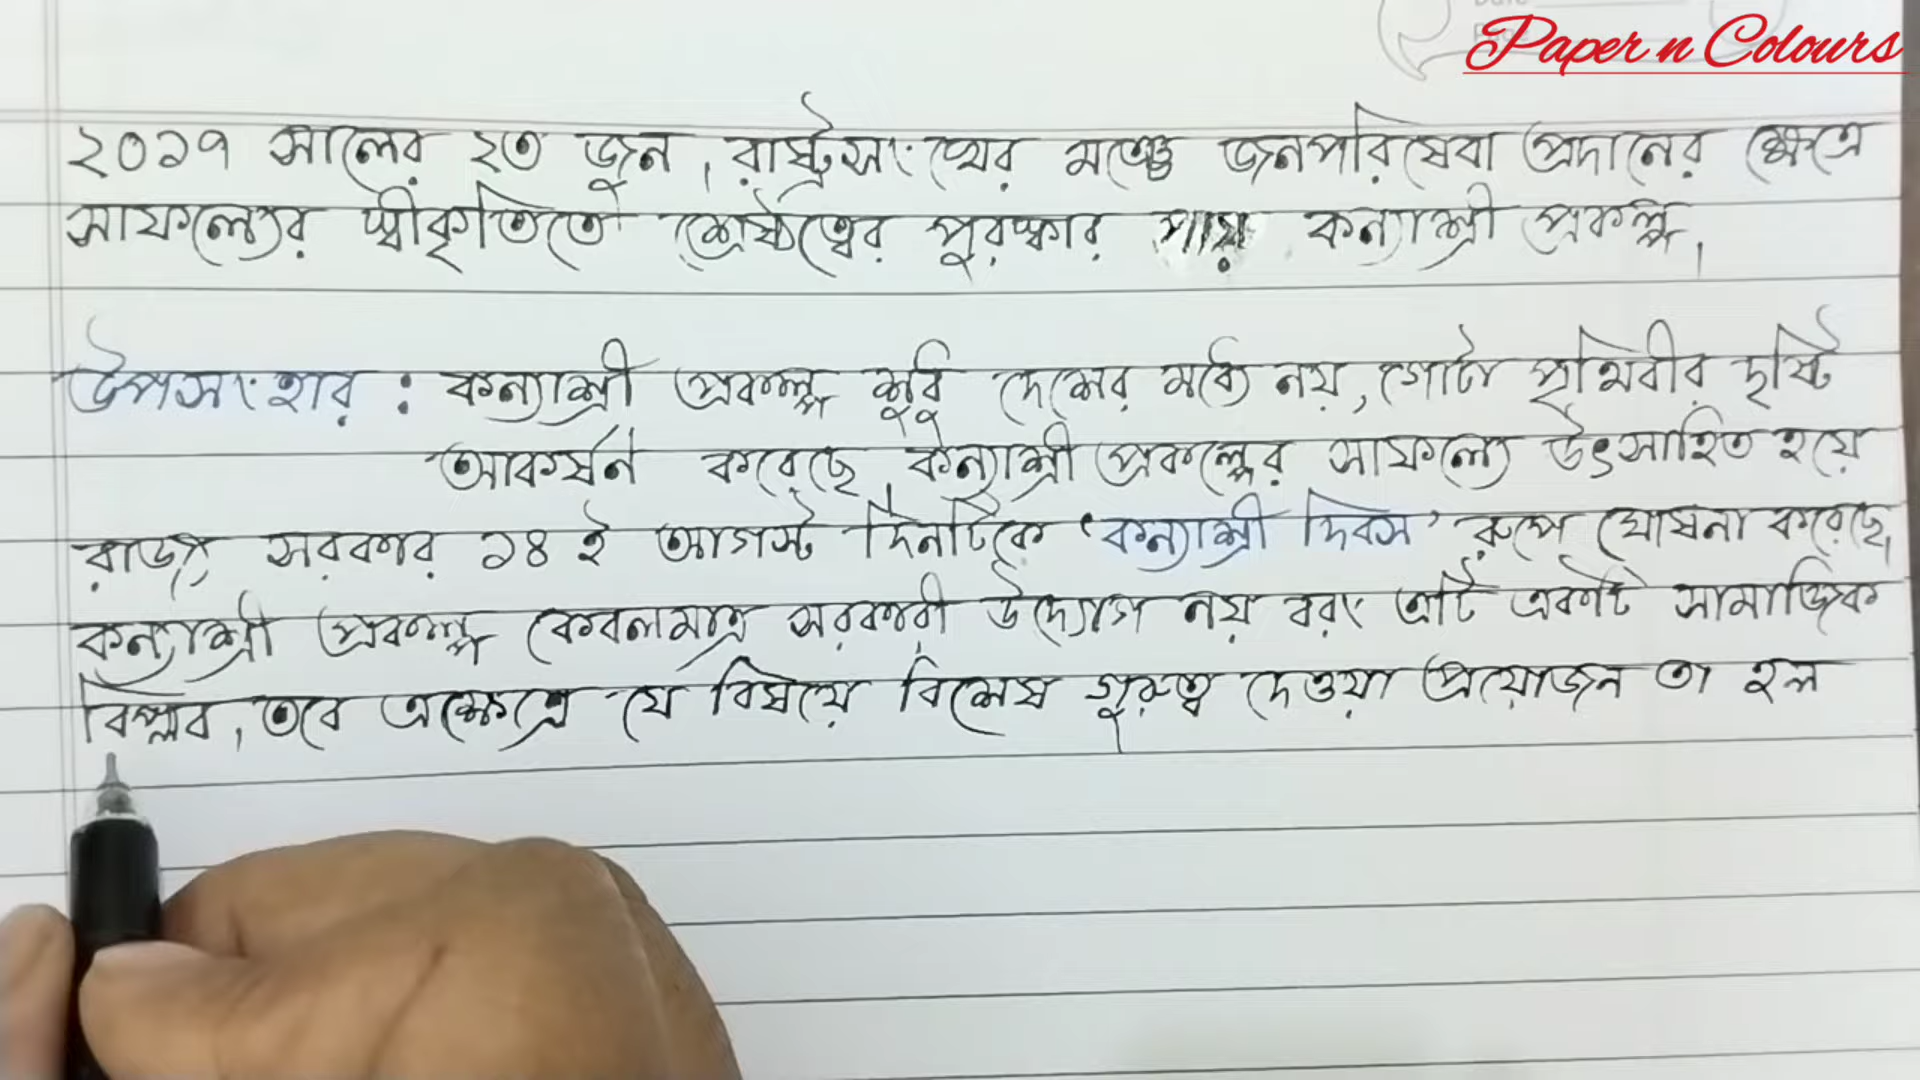 Paper n Colours
২০১৭ সালের ২৩ জুন, রাষ্ট্রসংঘের মঞ্চে জনপরিষেবা প্রদানের ক্ষেত্রে
সাফল্যের স্বীকৃতিতে শ্রেষ্ঠত্বের পুরস্কার পায় কন্যাশ্রী প্রকল্প।
উপসংহার : কন্যাশ্রী প্রকল্প শুধু দেশের মধ্যে নয়, গোটা পৃথিবীর দৃষ্টি
আকর্ষন করেছে। কন্যাশ্রী প্রকল্পের সাফল্যে উৎসাহিত হয়ে
রাজ্য সরকার ১৪ ই আগস্ট দিনটিকে ‘কন্যাশ্রী দিবস’ রুপে ঘোষনা করেছে।
কন্যাশ্রী প্রকল্প কেবলমাত্র সরকারী উদ্যোগ নয় বরং এটি একটি সামাজিক
বিপ্লব। তবে এক্ষেত্রে যে বিষয়ে বিশেষ গুরুত্ব দেওয়া প্রয়োজন তা হল